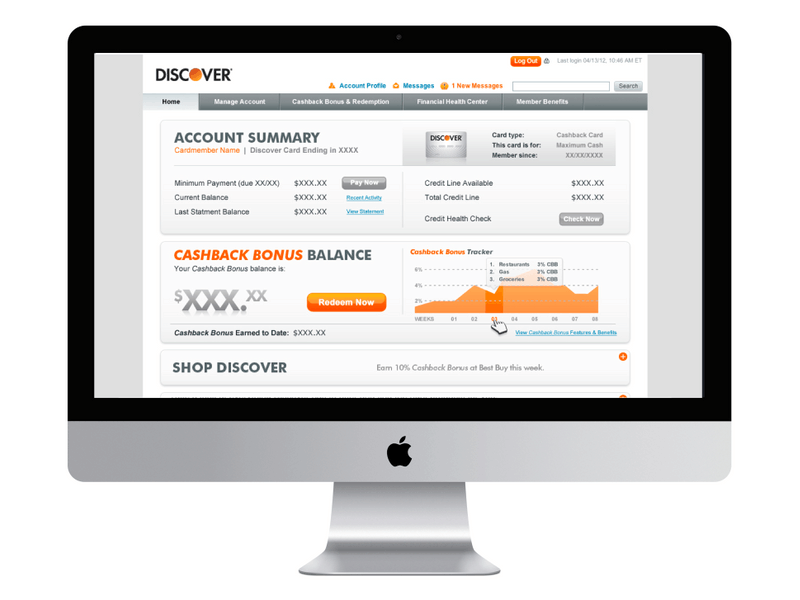 Log Out Last login 04/13/12, 10:46 AM ET
DISCOVER
Account Profile Messages 1 New Messages Search
Home Manage Account Cashback Bonus & Redemption Financial Health Center Member Benefits
ACCOUNT SUMMARY
Cardmember Name | Discover Card Ending in XXXX
DISCOVER
Card type: Cashback Card
This card is for: Maximum Cash
Member since: XX/XX/XXXX
Minimum Payment (due XX/XX) $XXX.XX Pay Now
Current Balance $XXX.XX Recent Activity
Last Statment Balance $XXX.XX View Statement
Credit Line Available $XXX.XX
Total Credit Line $XXX.XX
Credit Health Check Check Now
CASHBACK BONUS BALANCE
Your Cashback Bonus balance is:
$XXX.XX Redeem Now
Cashback Bonus Earned to Date: $XXX.XX
Cashback Bonus Tracker
1. Restaurants 3% CBB
2. Gas 3% CBB
3. Groceries 3% CBB
6%
4%
2%
WEEKS 01 02 03 04 05 06 07 08
View Cashback Bonus Features & Benefits
SHOP DISCOVER Earn 10% Cashback Bonus at Best Buy this week.